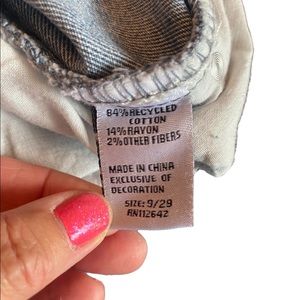 84% RECYCLED
COTTON
14% RAYON
2% OTHER FIBERS
MADE IN CHINA
EXCLUSIVE OF
DECORATION
SIZE: 9/29
RN112642